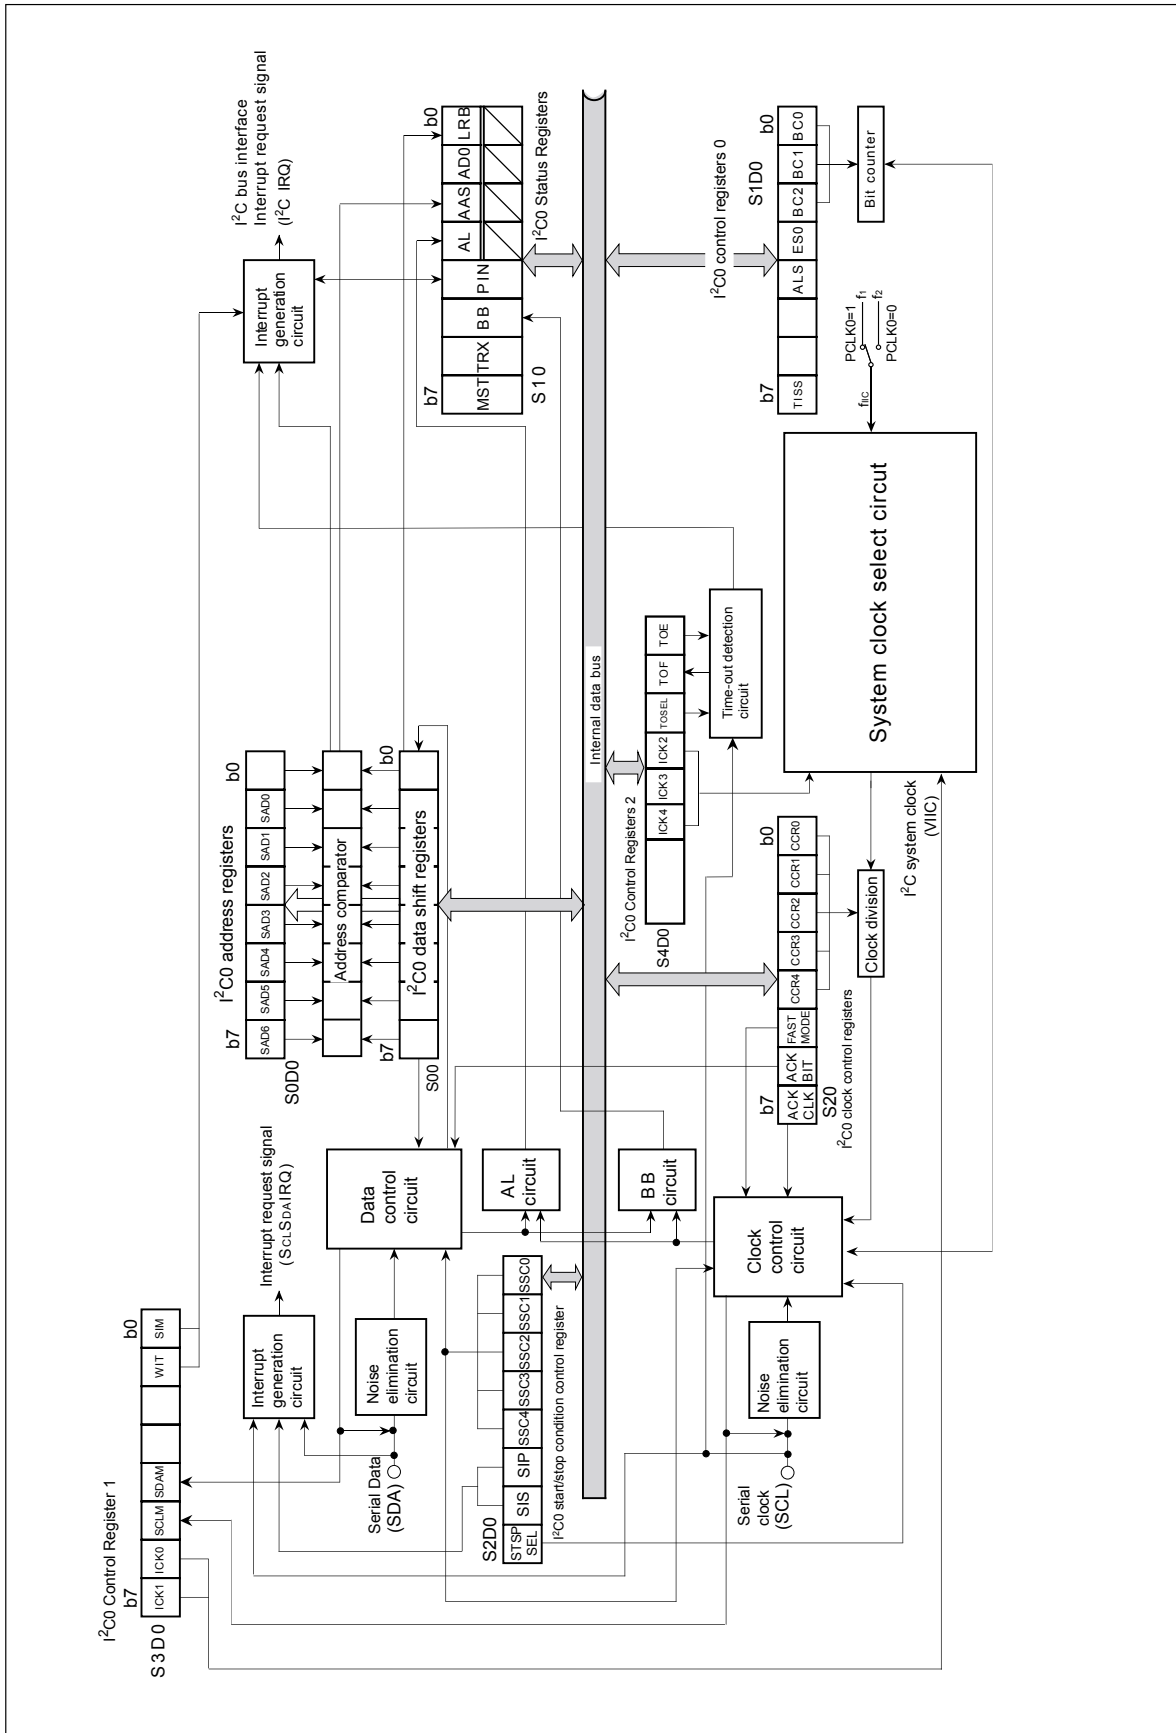 I²C0 Control Register 1
S3D0
b7
b0
ICK1
ICK0
SCLM
SDAM
WIT
SIM
Interrupt
generation
circuit
Interrupt request signal
(SCLSDAIRQ)
I²C0 address registers
b7
b0
SAD6
SAD5
SAD4
SAD3
SAD2
SAD1
SAD0
S0D0
Address comparator
b7
b0
I²C0 data shift registers
S00
Interrupt
generation
circuit
I²C bus interface
Interrupt request signal
(I²C IRQ)
Serial Data
(SDA)
Noise
elimination
circuit
Data
control
circuit
b7
b0
MST
TRX
BB
PIN
AL
AAS
AD0
LRB
S10
I²C0 Status Registers
S2D0
STSP
SEL
SIS
SIP
SSC4
SSC3
SSC2
SSC1
SSC0
I²C0 start/stop condition control register
AL
circuit
BB
circuit
Internal data bus
I²C0 Control Registers 2
S4D0
ICK4
ICK3
ICK2
TOSEL
TOF
TOE
Time-out detection
circuit
I²C0 control registers 0
S1D0
b7
b0
TISS
ALS
ES0
BC2
BC1
BC0
Bit counter
Serial
clock
(SCL)
Noise
elimination
circuit
Clock
control
circuit
b7
b0
ACK
CLK
ACK
BIT
FAST
MODE
CCR4
CCR3
CCR2
CCR1
CCR0
S20
I²C0 clock control registers
Clock division
I²C system clock
(VIIC)
System clock select circut
fIIC
PCLK0=1
f1
f2
PCLK0=0